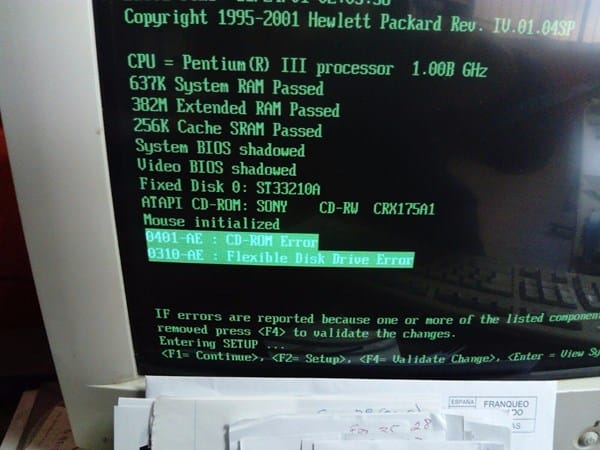 Copyright 1995-2001 Hewlett Packard Rev. IV.01.04SP
CPU = Pentium(R) III processor 1.00B GHz
637K System RAM Passed
382M Extended RAM Passed
256K Cache SRAM Passed
System BIOS shadowed
Video BIOS shadowed
Fixed Disk 0: ST33210A
ATAPI CD-ROM: SONY CD-RW CRX175A1
Mouse initialized
0401-AE : CD-ROM Error
0310-AE : Flexible Disk Drive Error
IF errors are reported because one or more of the listed
removed press <F4> to validate the changes.
Entering SETUP ...
<F1= Continue>, <F2= Setup>, <F4= Validate Change>, <Enter = View
ESPAÑA
FRANQUEO